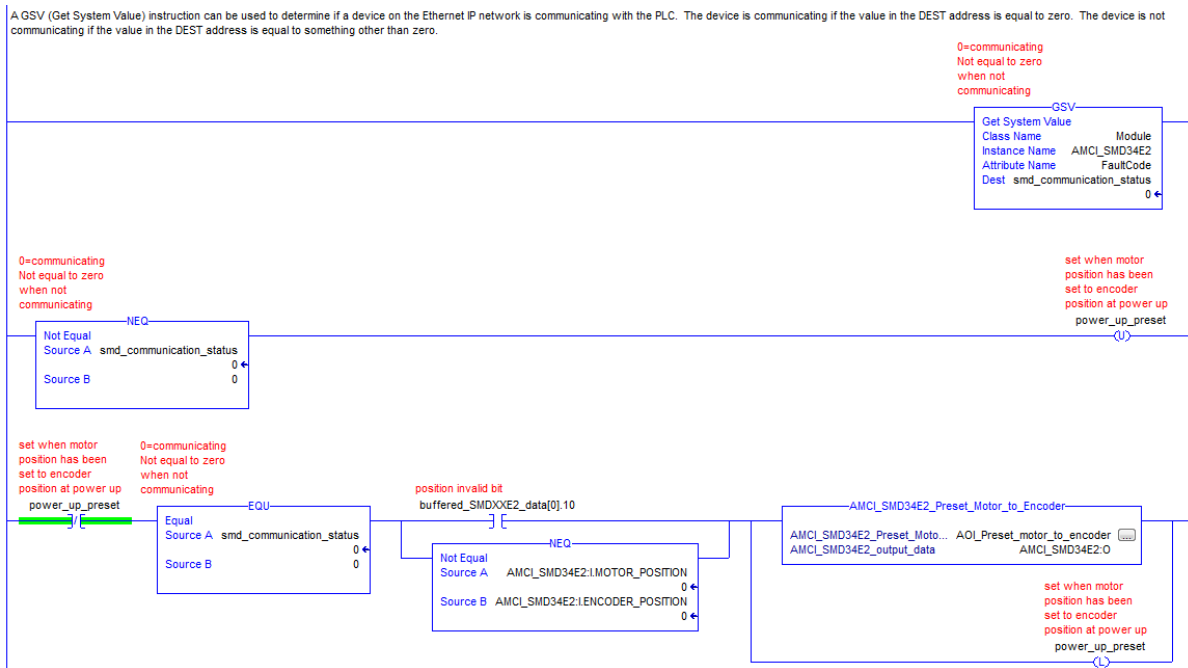 A GSV (Get System Value) instruction can be used to determine if a device on the Ethernet IP network is communicating with the PLC.  The device is communicating if the value in the DEST address is equal to zero.  The device is not
communicating if the value in the DEST address is equal to something other than zero.
0=communicating
Not equal to zero
when not
communicating
GSV
Get System Value
Class Name Module
Instance Name AMCI_SMD34E2
Attribute Name FaultCode
Dest smd_communication_status
0
0=communicating
Not equal to zero
when not
communicating
NEQ
Not Equal
Source A smd_communication_status
0
Source B 0
set when motor
position has been
set to encoder
position at power up
power_up_preset
U
set when motor
position has been
set to encoder
position at power up
power_up_preset
/
0=communicating
Not equal to zero
when not
communicating
EQU
Equal
Source A smd_communication_status
0
Source B 0
position invalid bit
buffered_SMDXXE2_data[0].10
NEQ
Not Equal
Source A AMCI_SMD34E2:I.MOTOR_POSITION
0
Source B AMCI_SMD34E2:I.ENCODER_POSITION
0
AMCI_SMD34E2_Preset_Motor_to_Encoder
AMCI_SMD34E2_Preset_Moto... AOI_Preset_motor_to_encoder ...
AMCI_SMD34E2_output_data AMCI_SMD34E2:O
set when motor
position has been
set to encoder
position at power up
power_up_preset
L